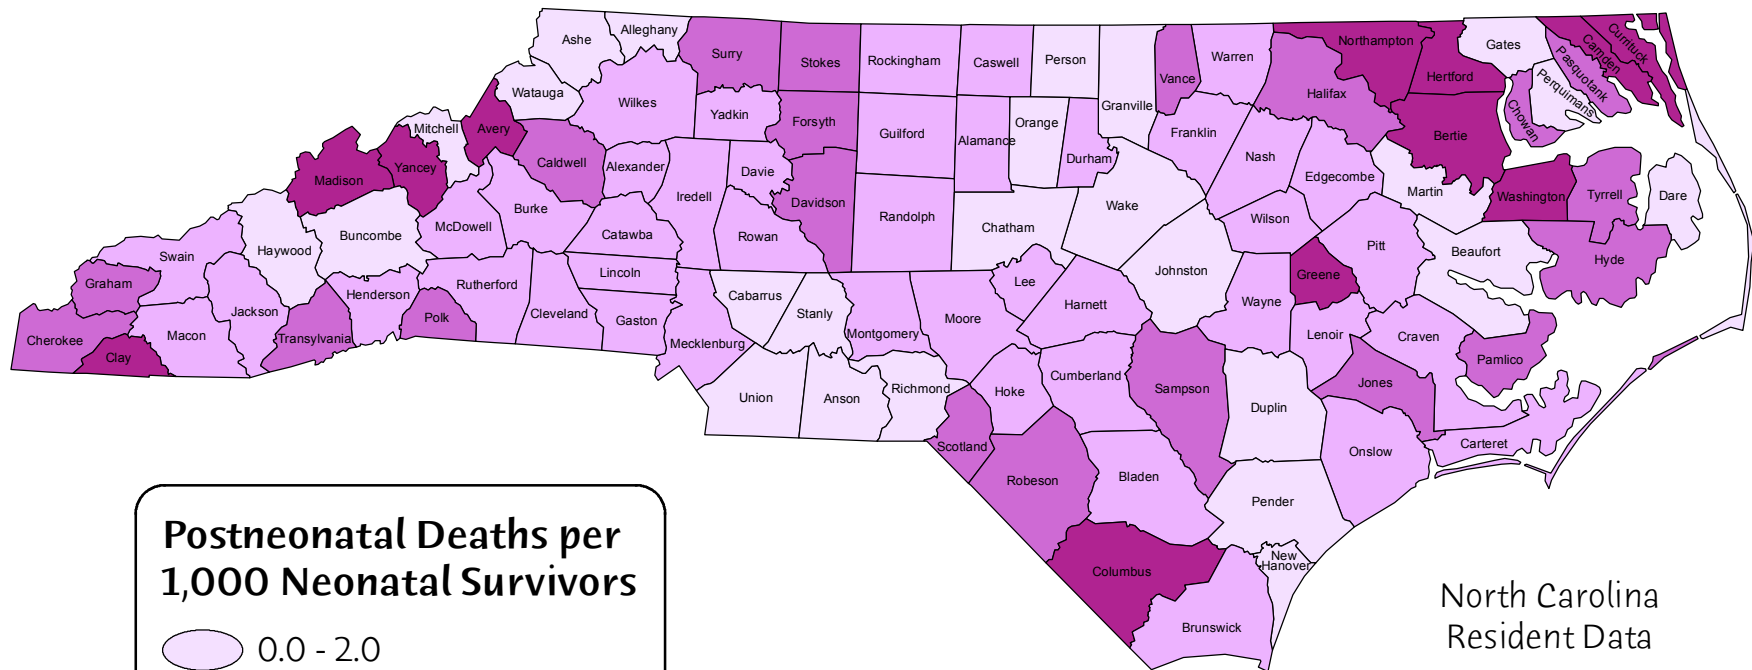 Ashe
Alleghany
Surry
Stokes
Rockingham
Caswell
Person
Granville
Vance
Warren
Northampton
Gates
Camden
Currituck
Pasquotank
Perquimans
Chowan
Hertford
Halifax
Bertie
Watauga
Wilkes
Yadkin
Forsyth
Guilford
Alamance
Orange
Durham
Franklin
Nash
Edgecombe
Martin
Washington
Tyrrell
Dare
Mitchell
Avery
Caldwell
Alexander
Iredell
Davie
Davidson
Randolph
Chatham
Wake
Wilson
Pitt
Beaufort
Hyde
Madison
Yancey
McDowell
Burke
Catawba
Rowan
Johnston
Greene
Swain
Haywood
Buncombe
Graham
Jackson
Henderson
Rutherford
Cleveland
Lincoln
Gaston
Cabarrus
Stanly
Montgomery
Moore
Lee
Harnett
Wayne
Lenoir
Craven
Pamlico
Cherokee
Clay
Macon
Transylvania
Polk
Mecklenburg
Union
Anson
Richmond
Hoke
Cumberland
Sampson
Duplin
Jones
Onslow
Carteret
Scotland
Robeson
Bladen
Pender
Columbus
New
Hanover
Brunswick
Postneonatal Deaths per
1,000 Neonatal Survivors
0.0 - 2.0
North Carolina
Resident Data